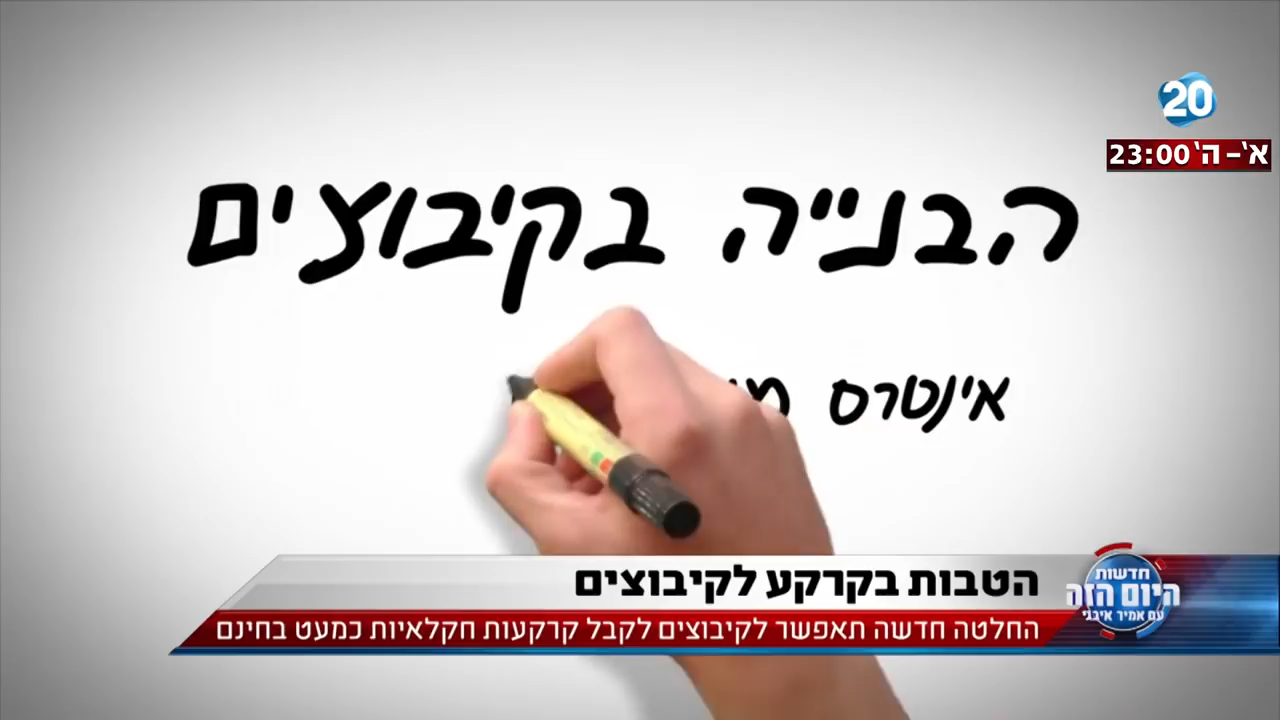 20
א'-ה' 23:00
הבנייה בקיבוצים
אינטרס
הטבות בקרקע לקיבוצים
החלטה חדשה תאפשר לקיבוצים לקבל קרקעות חקלאיות כמעט בחינם
חדשות
היום הזה
עם אמיר איבגי